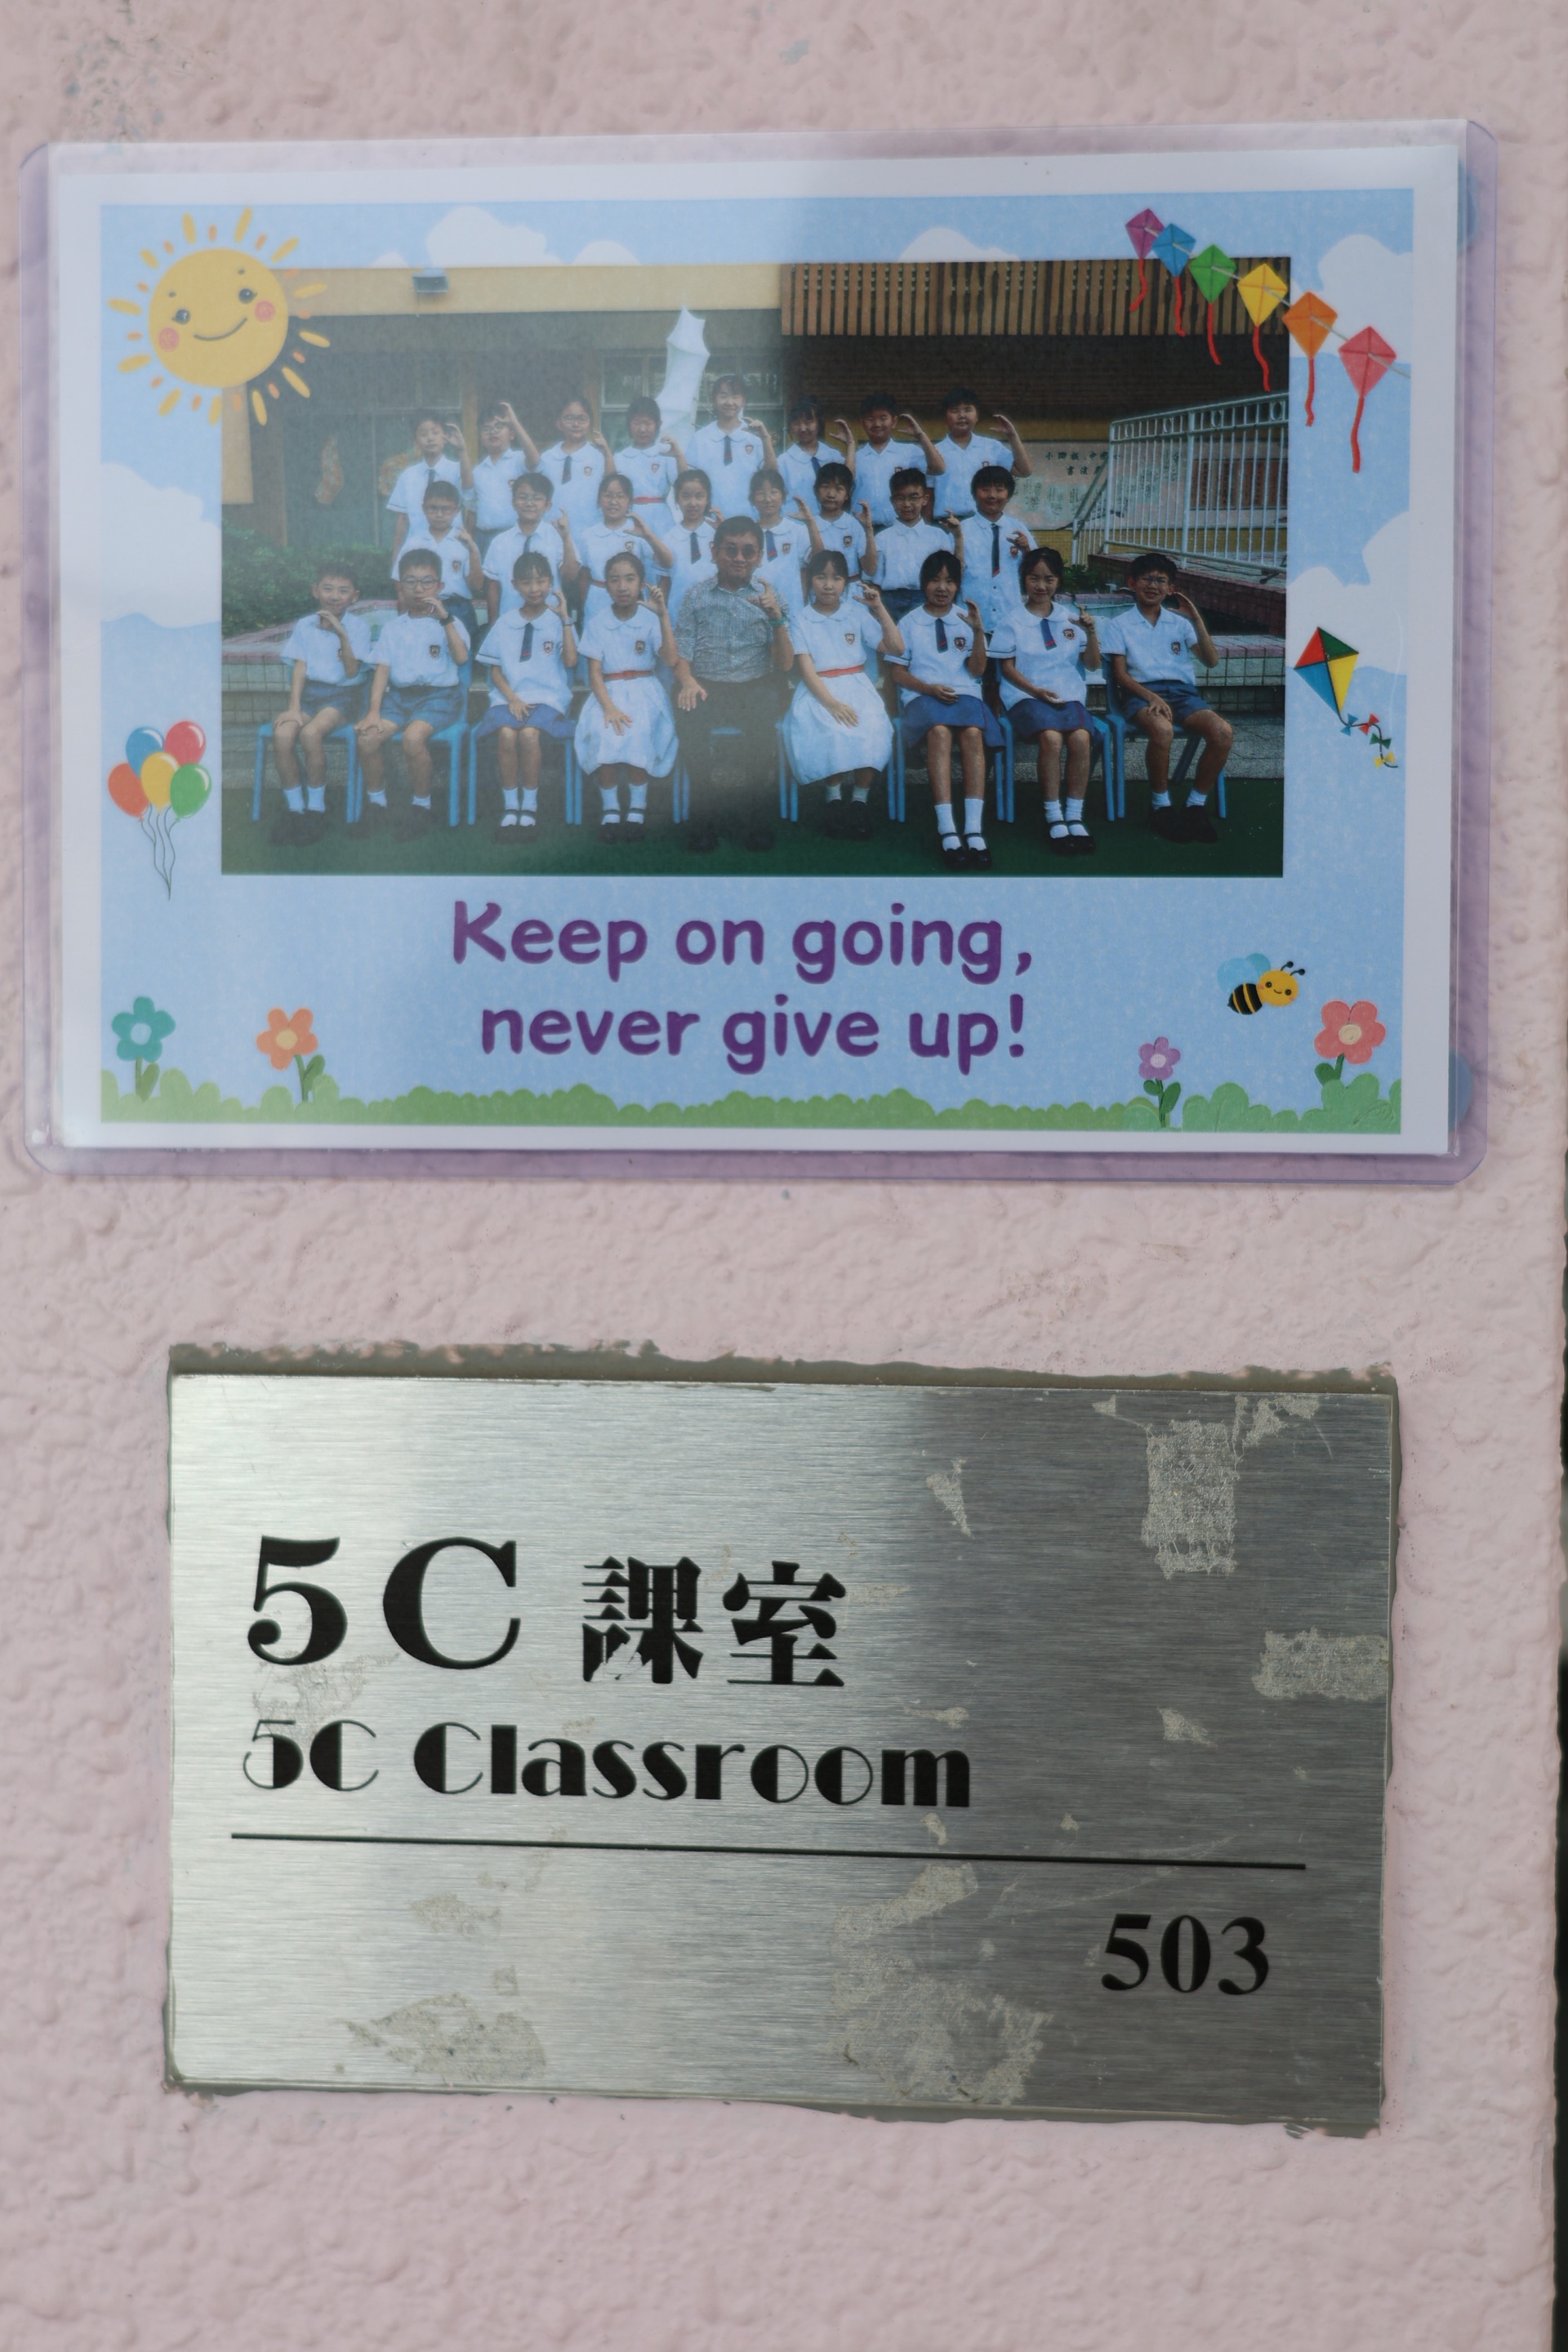 Keep on going,
never give up!
5C 課室
5C Classroom
503